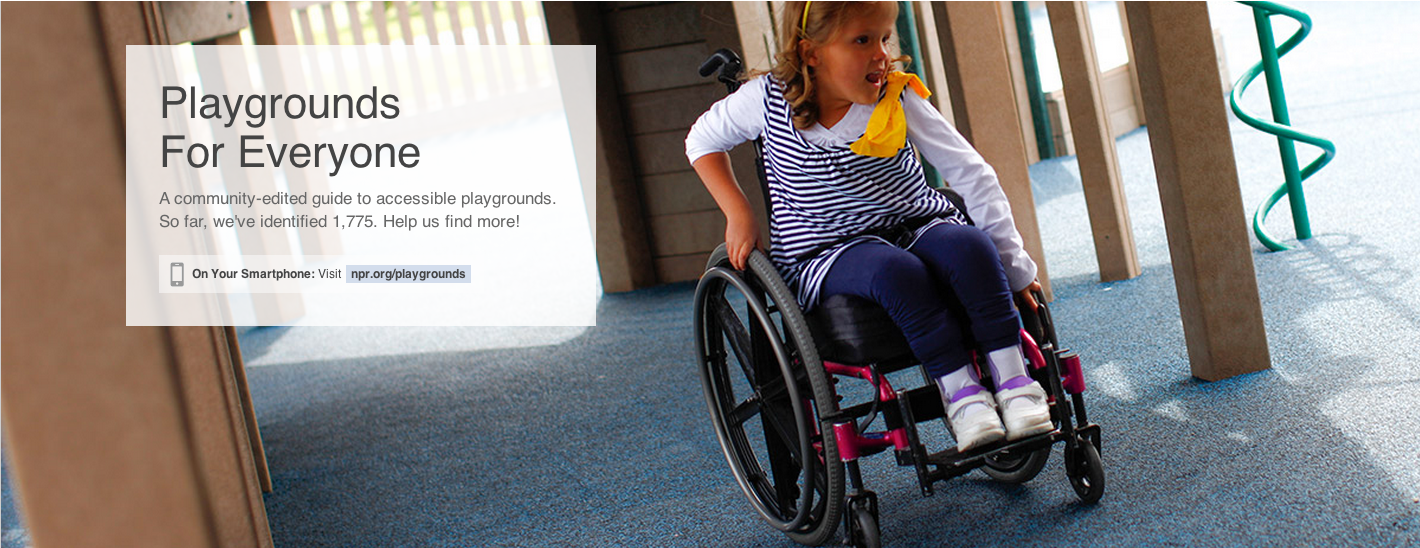 Playgrounds
For Everyone
A community-edited guide to accessible playgrounds.
So far, we've identified 1,775. Help us find more!
On Your Smartphone: Visit npr.org/playgrounds